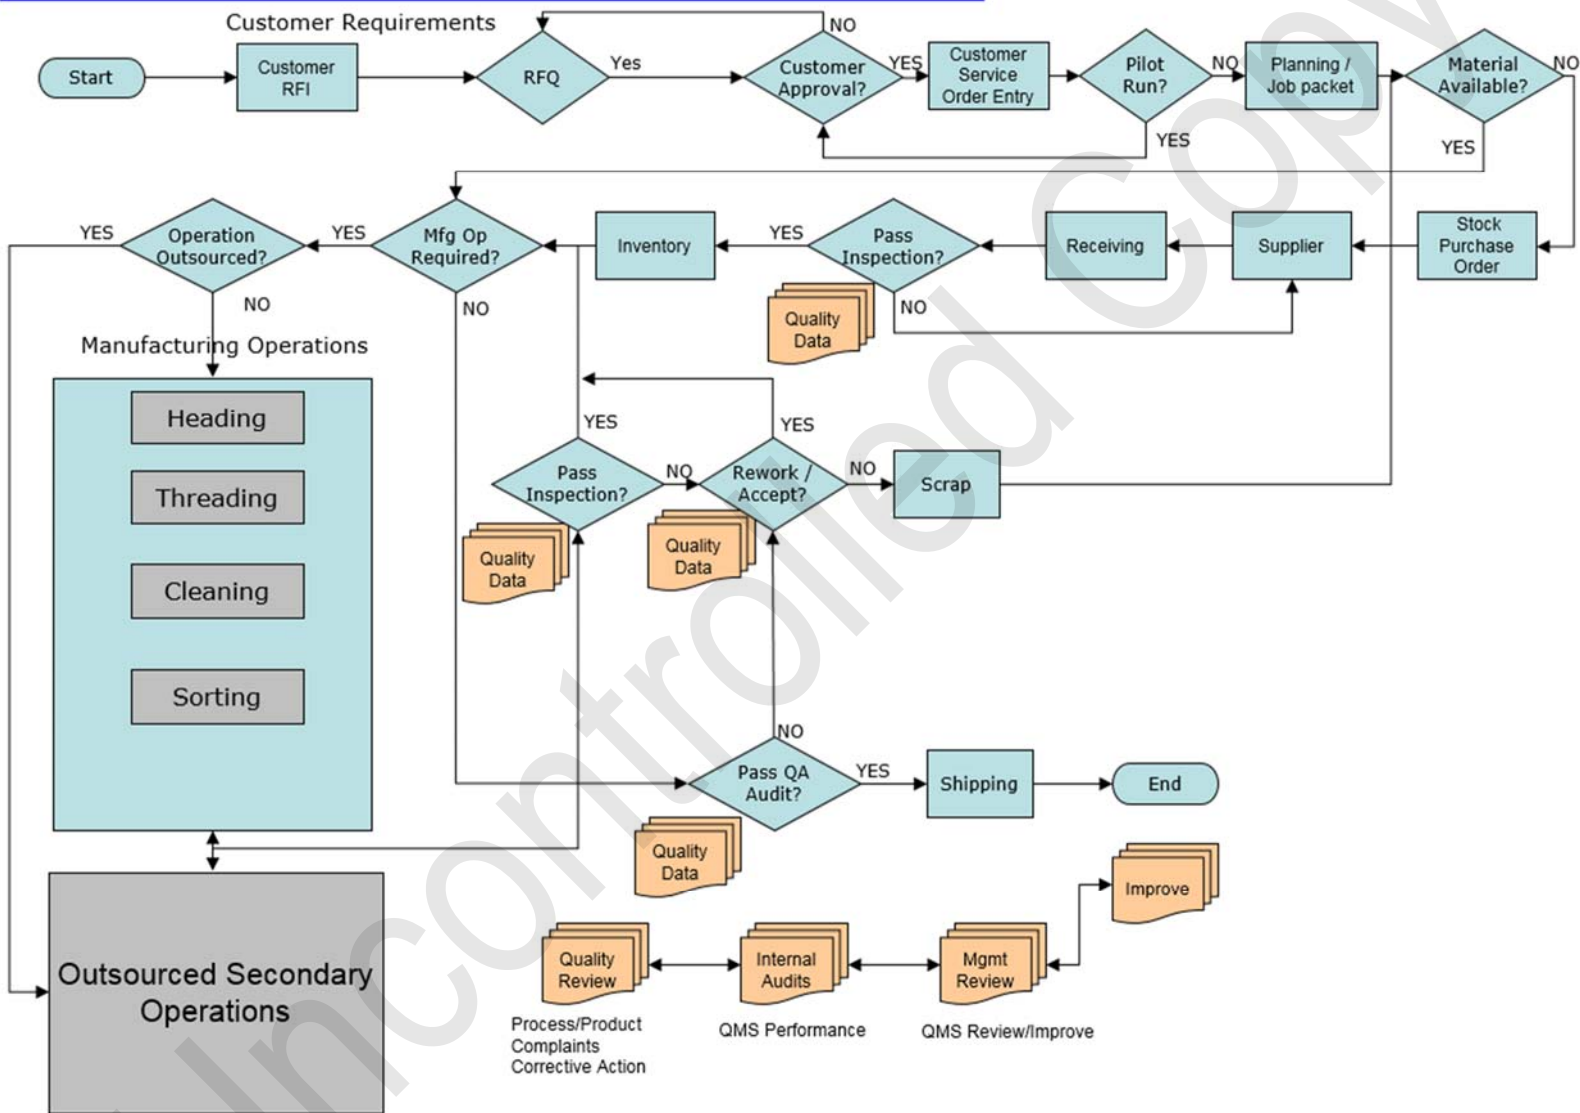 Customer Requirements
Start
Customer
RFI
RFQ
Yes
NO
Customer
Approval?
YES
Customer
Service
Order Entry
Pilot
Run?
NO
YES
Planning /
Job packet
Material
Available?
NO
YES
YES
Operation
Outsourced?
NO
YES
Mfg Op
Required?
NO
Inventory
YES
Pass
Inspection?
NO
Quality
Data
Receiving
Supplier
Stock
Purchase
Order
Manufacturing Operations
Heading
Threading
Cleaning
Sorting
YES
Pass
Inspection?
NO
Quality
Data
YES
Rework /
Accept?
NO
Quality
Data
Scrap
NO
Pass QA
Audit?
YES
Quality
Data
Shipping
End
Outsourced Secondary
Operations
Quality
Review
Process/Product
Complaints
Corrective Action
Internal
Audits
QMS Performance
Mgmt
Review
QMS Review/Improve
Improve
Uncontrolled Copy